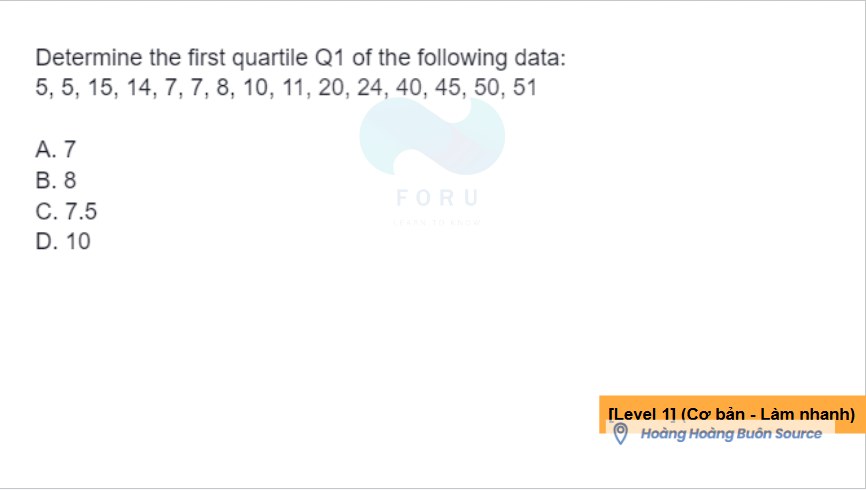 Determine the first quartile Q1 of the following data:
5, 5, 15, 14, 7, 7, 8, 10, 11, 20, 24, 40, 45, 50, 51
A. 7
B. 8
C. 7.5
D. 10
FORU
[Level 1] (Cơ bản - Làm nhanh)
Hoàng Hoàng Buôn Source